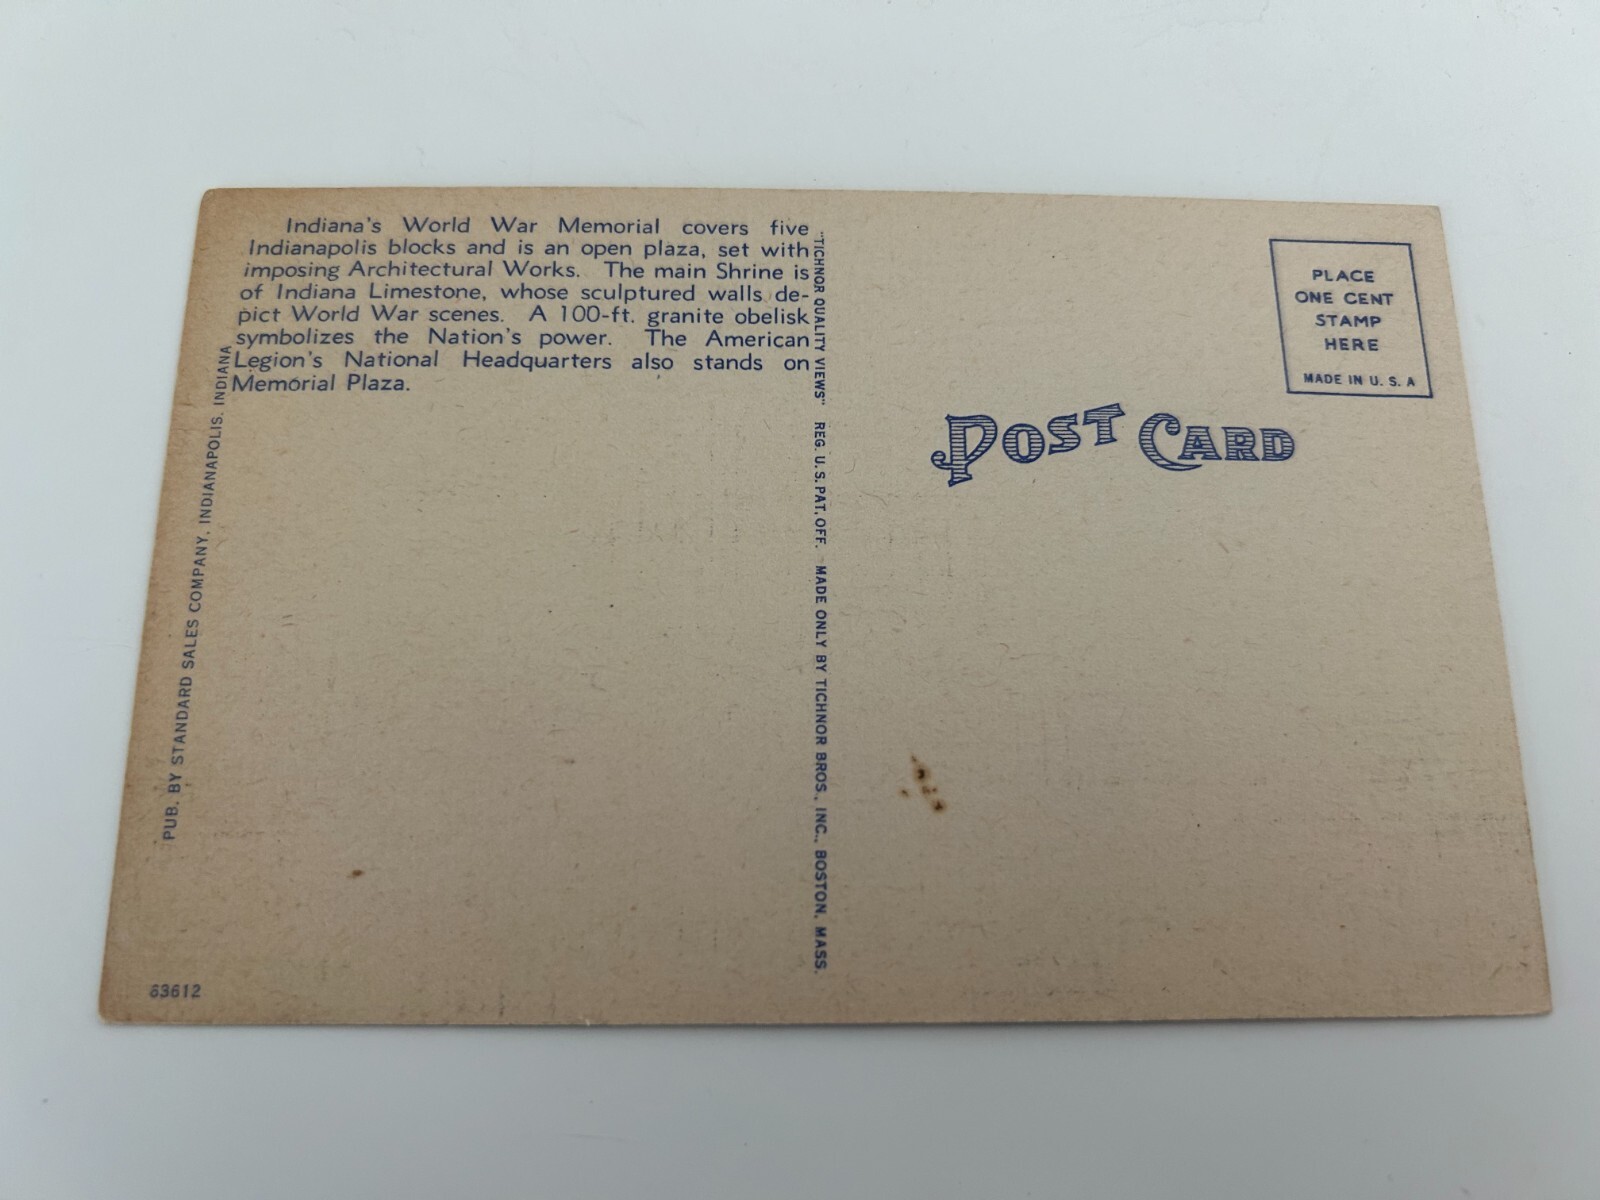 Indiana's World War Memorial covers five
Indianapolis blocks and is an open plaza, set with
imposing Architectural Works. The main Shrine is
of Indiana Limestone, whose sculptured walls de-
pict World War scenes. A 100-ft. granite obelisk
symbolizes the Nation's power. The American
Legion's National Headquarters also stands on
Memorial Plaza.
PUB. BY STANDARD SALES COMPANY, INDIANAPOLIS, INDIANA
63612
"TICHNOR QUALITY VIEWS" REG. U.S. PAT. OFF. MADE ONLY BY TICHNOR BROS., INC., BOSTON, MASS.
PLACE
ONE CENT
STAMP
HERE
MADE IN U. S. A
POST CARD